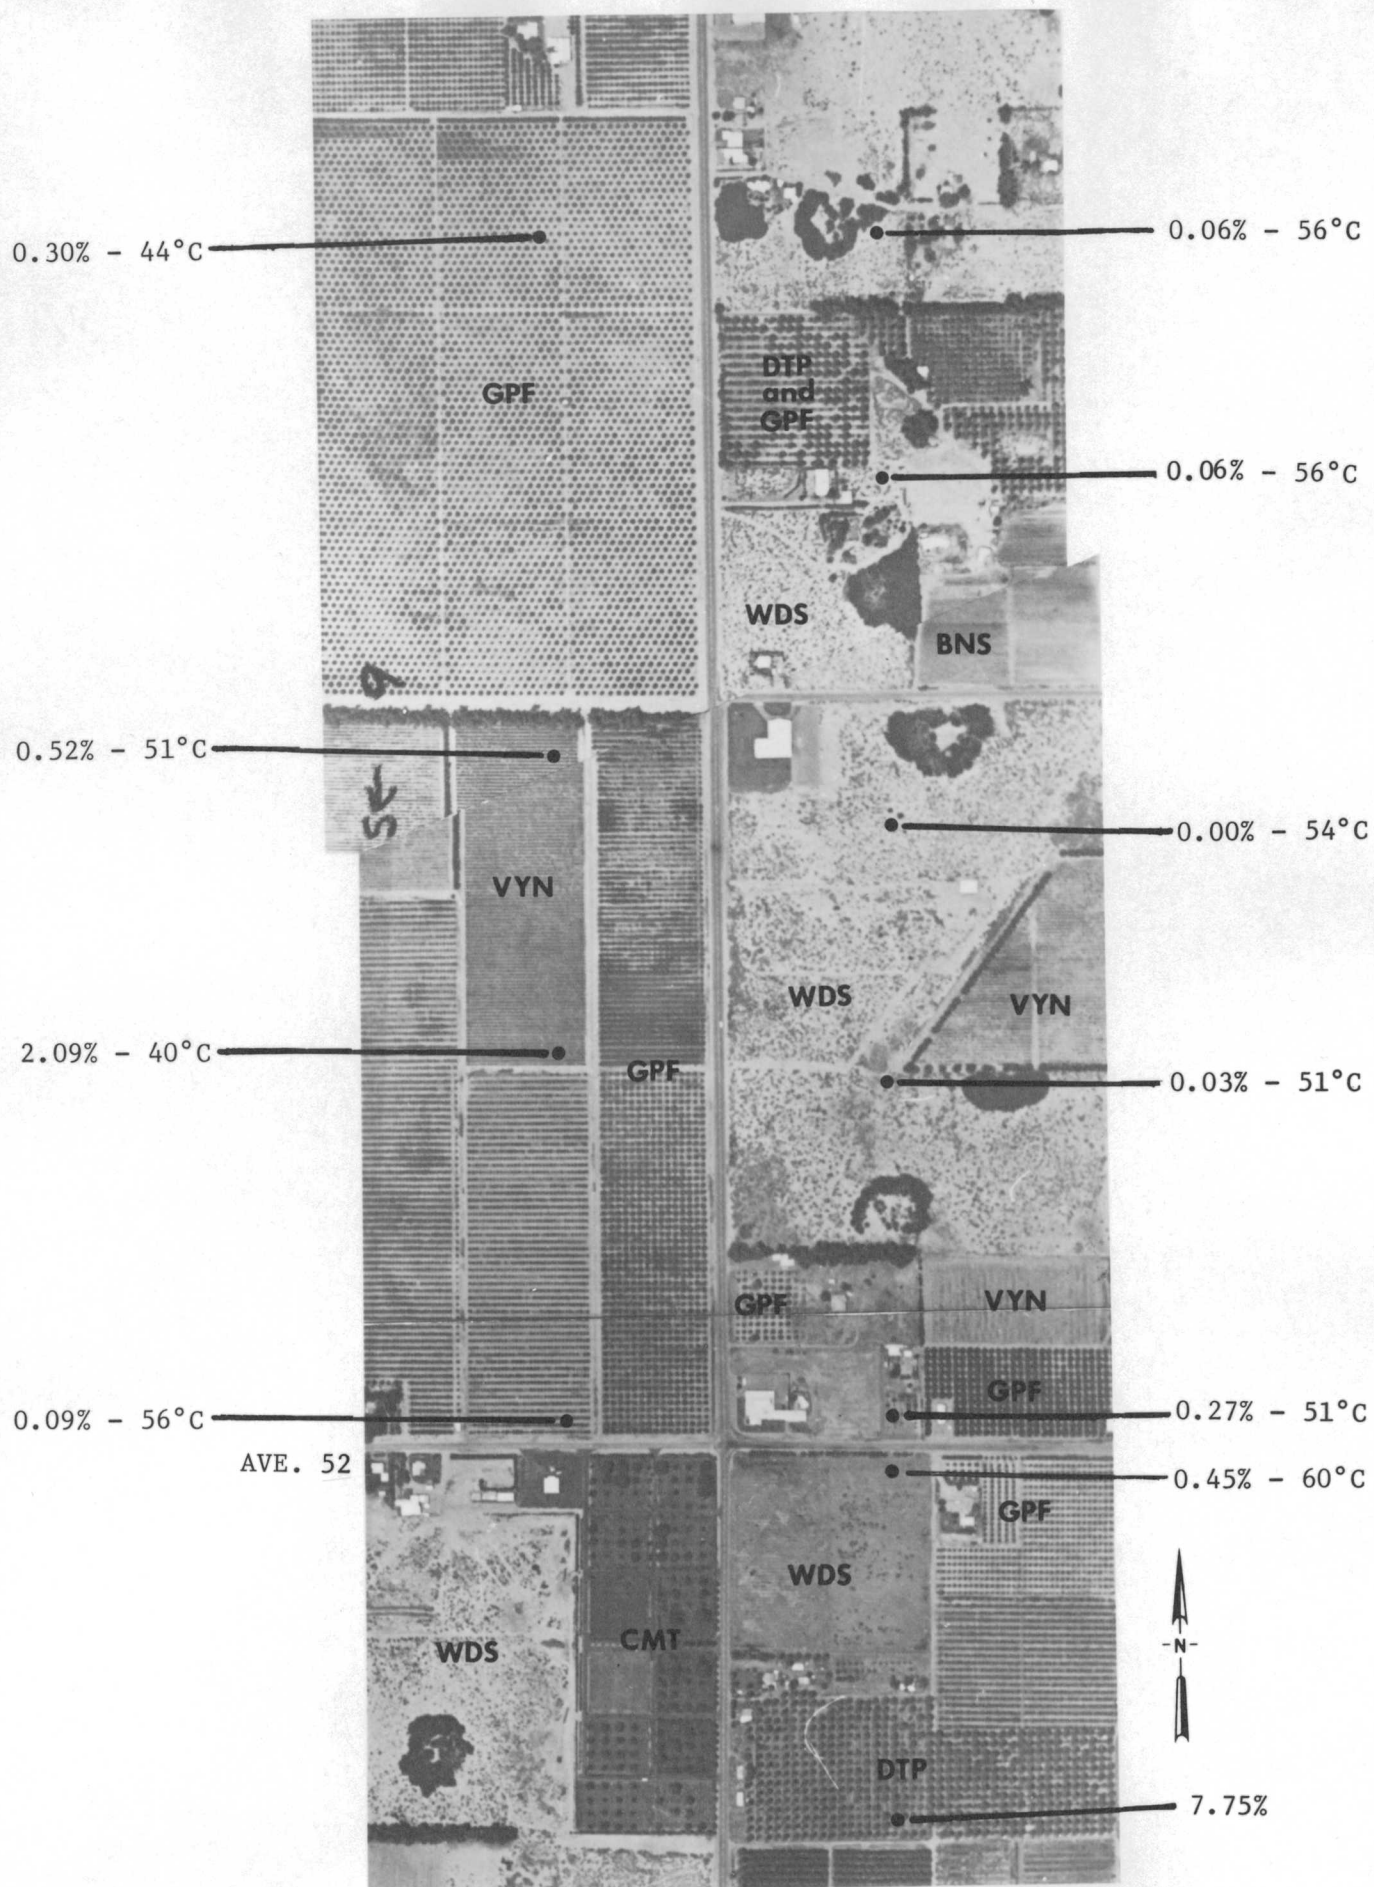 0.30% - 44°C
0.06% - 56°C
DTP
and
GPF
GPF
0.06% - 56°C
WDS
BNS
9
0.52% - 51°C
S←
0.00% - 54°C
VYN
WDS
VYN
2.09% - 40°C
GPF
0.03% - 51°C
GPF
VYN
GPF
0.09% - 56°C
0.27% - 51°C
AVE. 52
0.45% - 60°C
GPF
WDS
CMT
WDS
-N-
DTP
7.75%